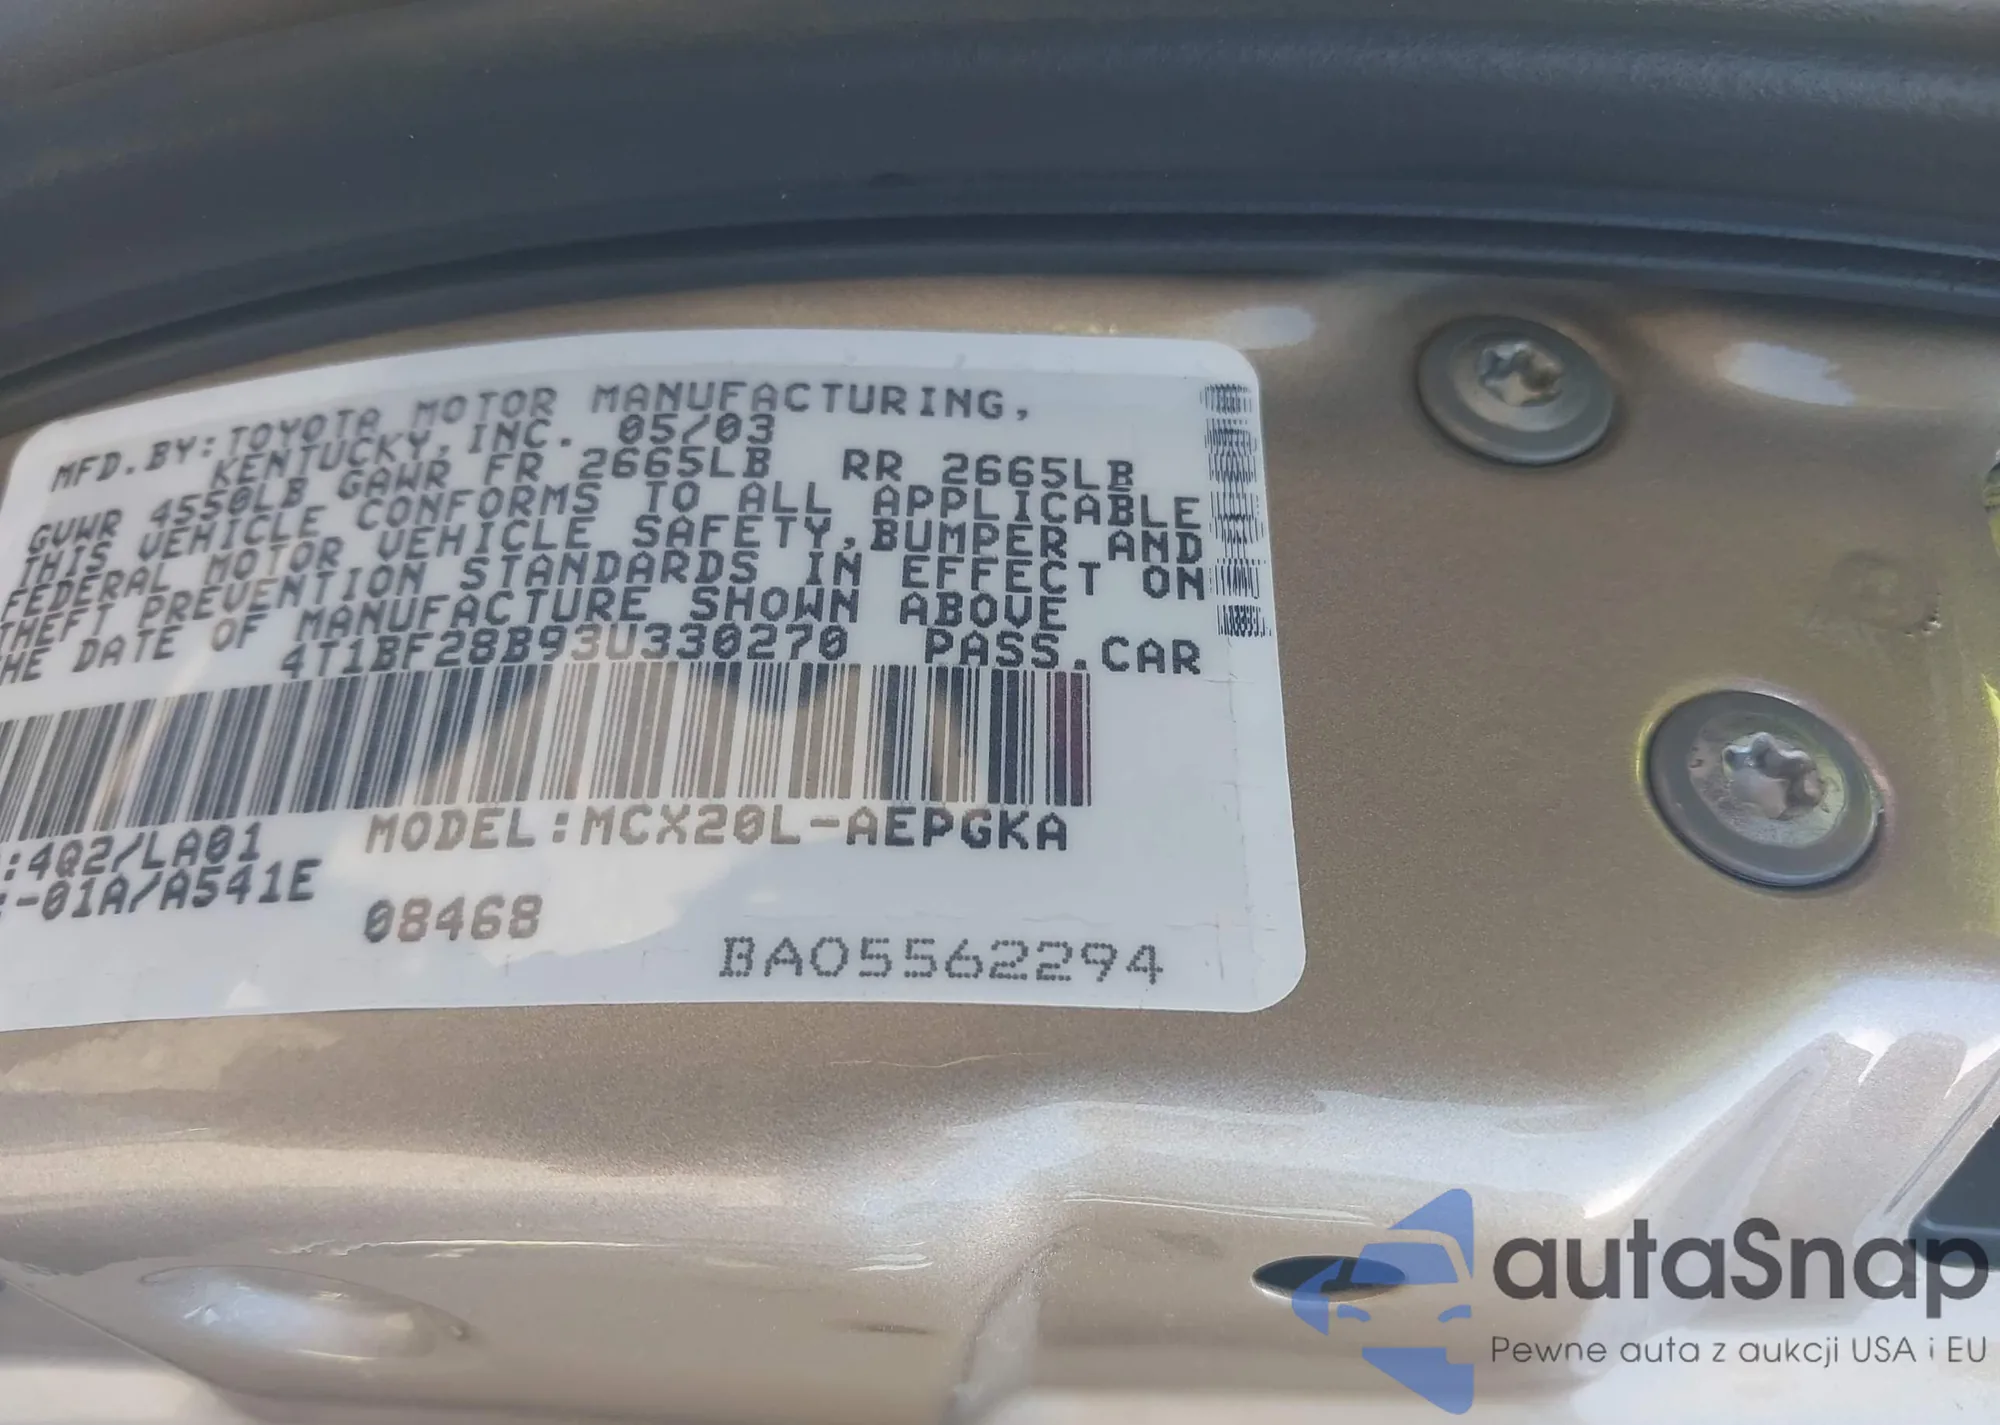 MFD.BY:TOYOTA MOTOR MANUFACTURING,
KENTUCKY,INC. 05/03
GVWR 4550LB GAWR FR 2665LB RR 2665LB
THIS VEHICLE CONFORMS TO ALL APPLICABLE
FEDERAL MOTOR VEHICLE SAFETY,BUMPER AND
THEFT PREVENTION STANDARDS IN EFFECT ON
HE DATE OF MANUFACTURE SHOWN ABOVE
4T1BF28B93U330270 PASS.CAR
:4Q2/LA01 MODEL:MCX20L-AEPGKA
:-01A/A541E
08468
BA05562294
autaSnap
Pewne auta z aukcji USA i EU